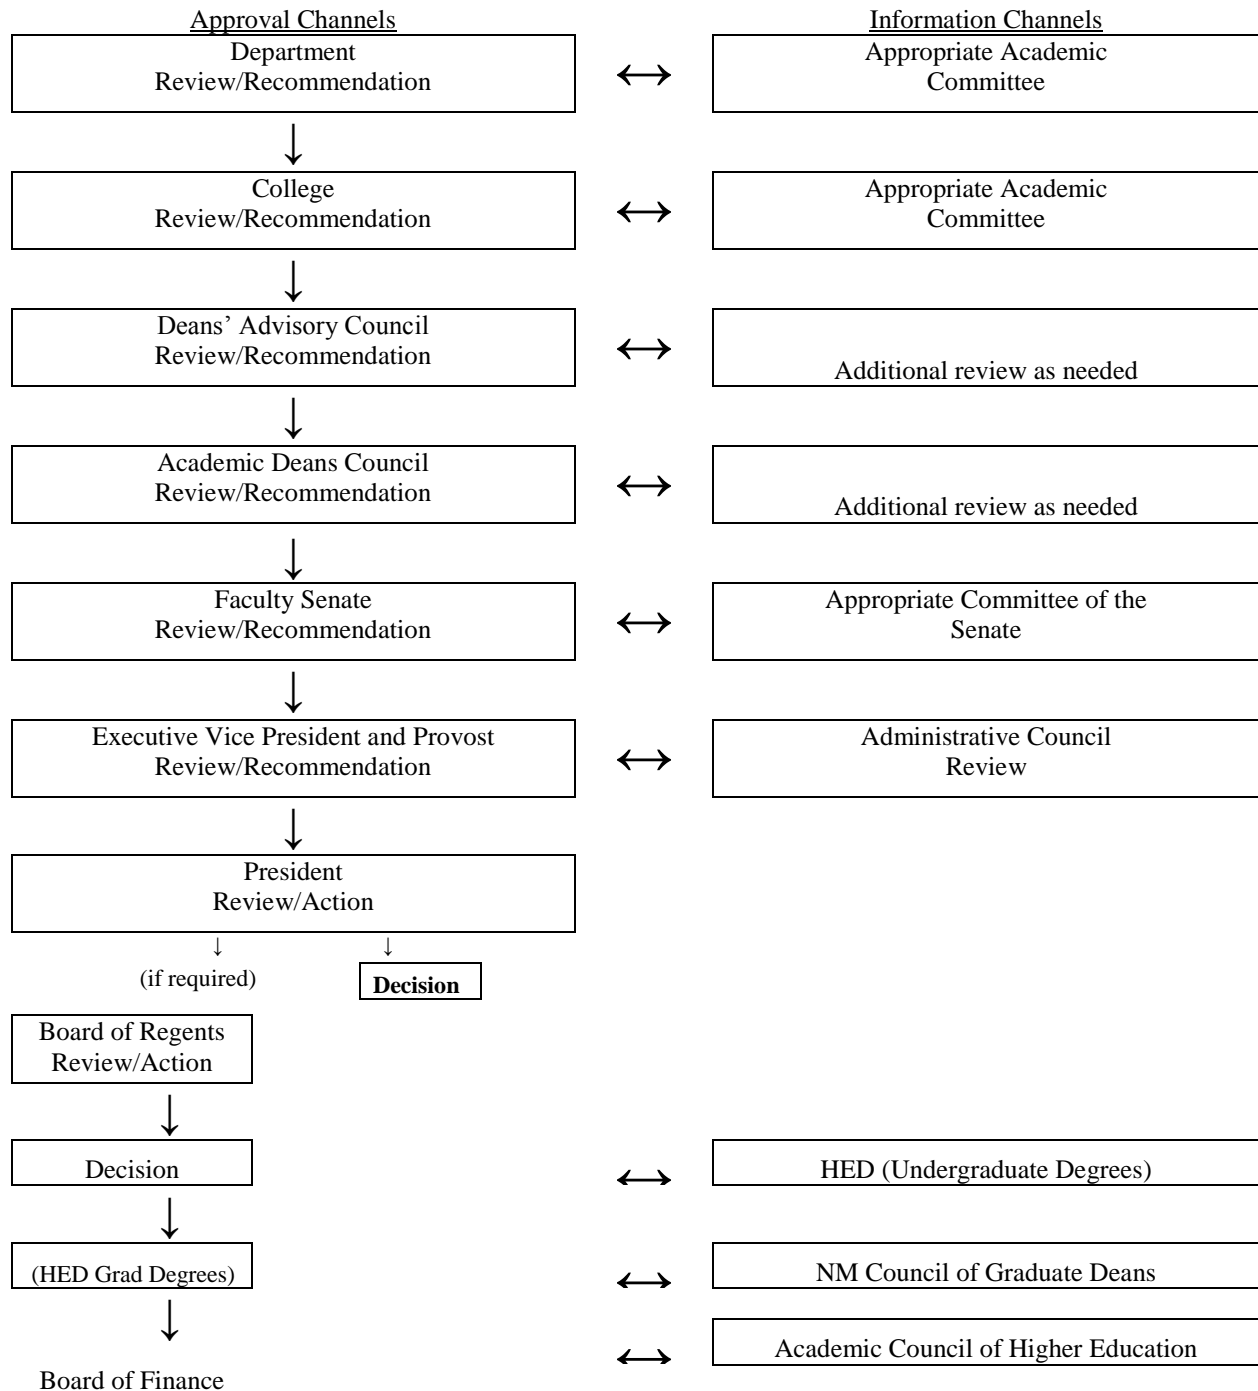 Approval Channels
Information Channels
Department
Review/Recommendation
Appropriate Academic
Committee
College
Review/Recommendation
Appropriate Academic
Committee
Deans’ Advisory Council
Review/Recommendation
Additional review as needed
Academic Deans Council
Review/Recommendation
Additional review as needed
Faculty Senate
Review/Recommendation
Appropriate Committee of the
Senate
Executive Vice President and Provost
Review/Recommendation
Administrative Council
Review
President
Review/Action
(if required)
Decision
Board of Regents
Review/Action
Decision
HED (Undergraduate Degrees)
(HED Grad Degrees)
NM Council of Graduate Deans
Academic Council of Higher Education
Board of Finance